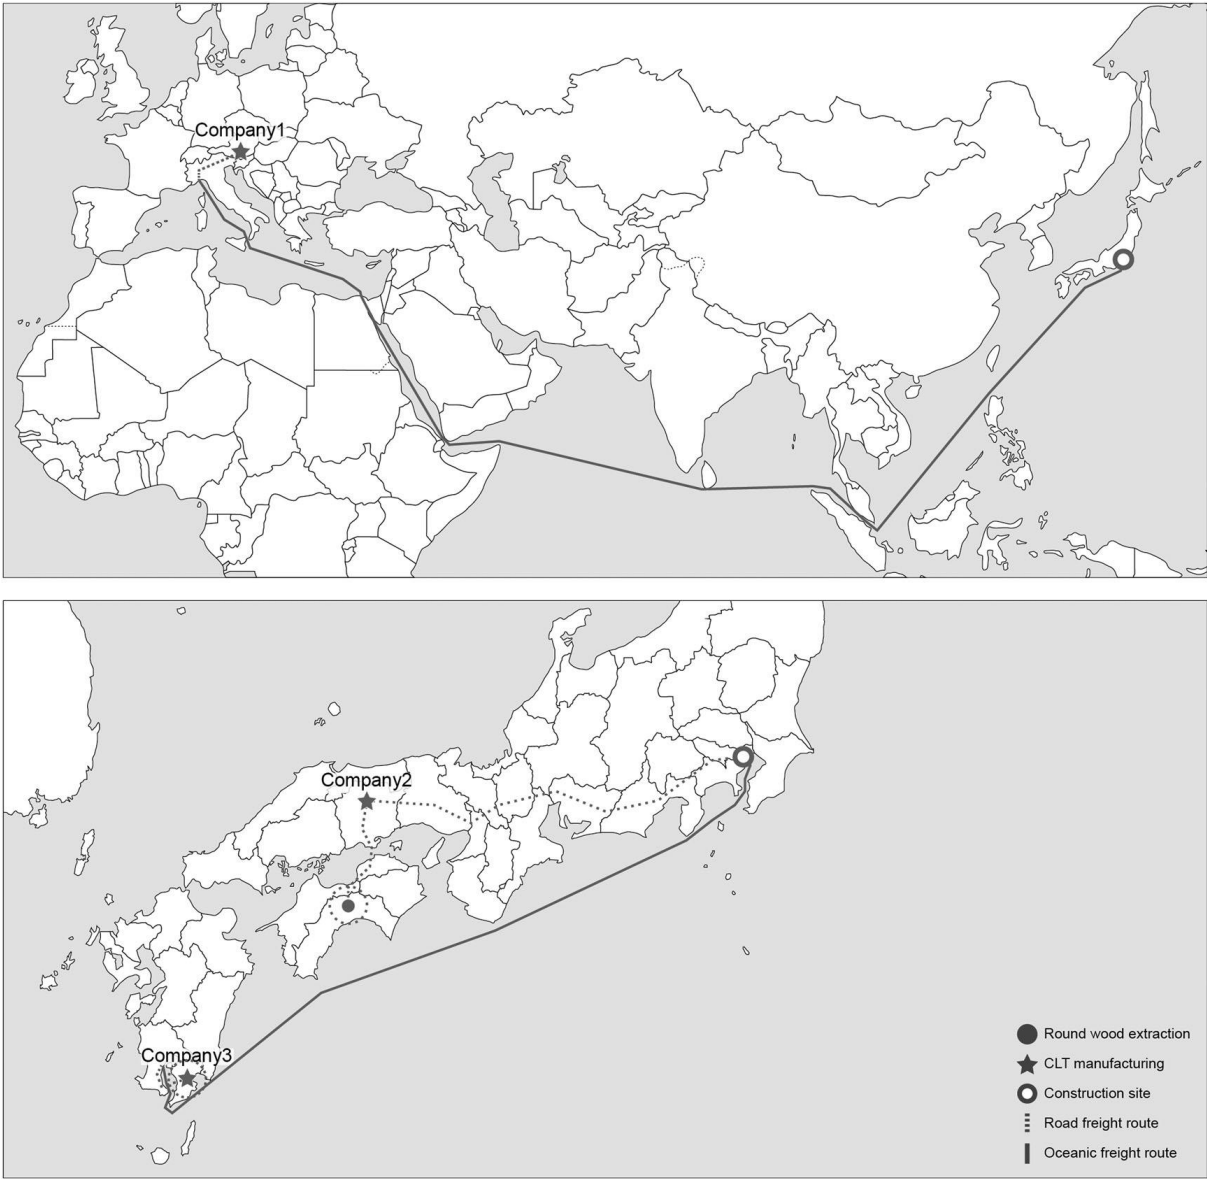 Company1
Company2
Company3
Round wood extraction
CLT manufacturing
Construction site
Road freight route
Oceanic freight route